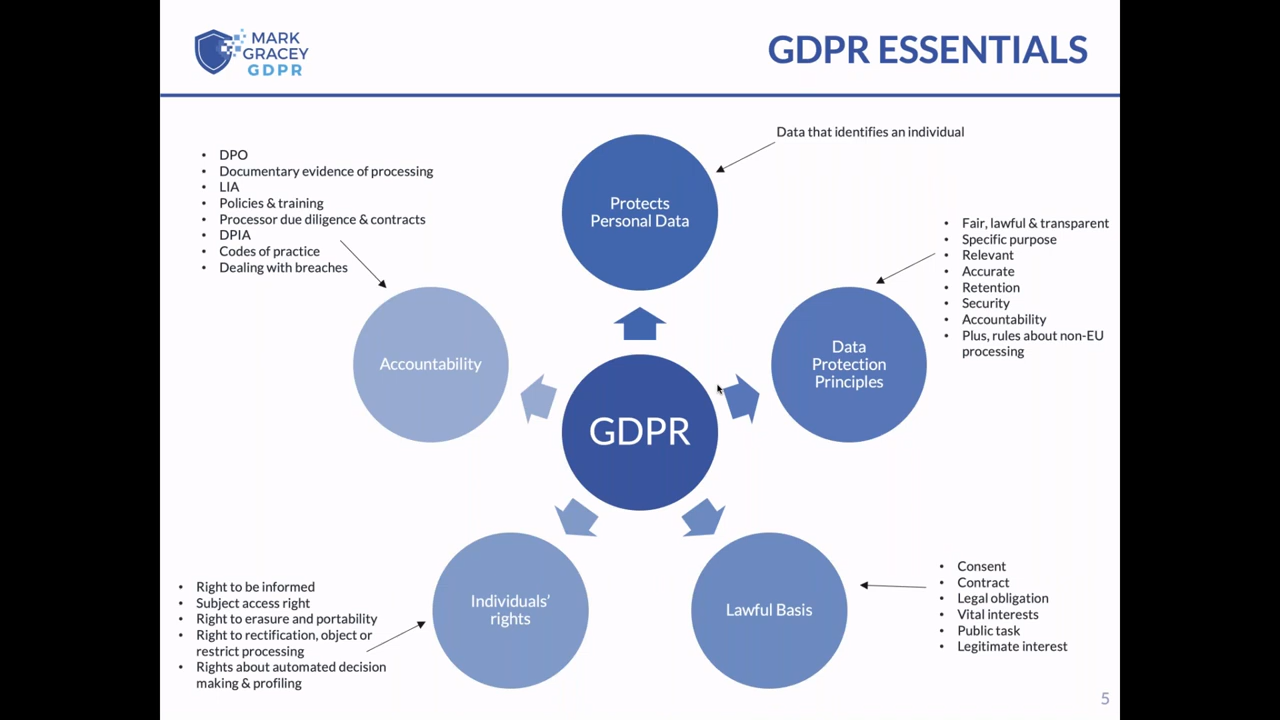 MARK
GRACEY
GDPR
GDPR ESSENTIALS
Data that identifies an individual
• DPO
• Documentary evidence of processing
• LIA
• Policies & training
• Processor due diligence & contracts
• DPIA
• Codes of practice
• Dealing with breaches
Protects
Personal Data
• Fair, lawful & transparent
• Specific purpose
• Relevant
• Accurate
• Retention
• Security
• Accountability
• Plus, rules about non-EU
processing
Accountability
Data
Protection
Principles
GDPR
• Right to be informed
• Subject access right
• Right to erasure and portability
• Right to rectification, object or
restrict processing
• Rights about automated decision
making & profiling
Individuals’
rights
Lawful Basis
• Consent
• Contract
• Legal obligation
• Vital interests
• Public task
• Legitimate interest
5